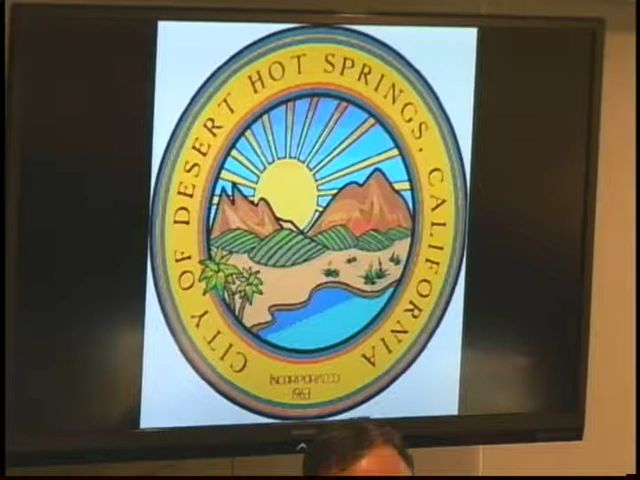 CITY OF DESERT HOT SPRINGS, CALIFORNIA
INCORPORATED
1963